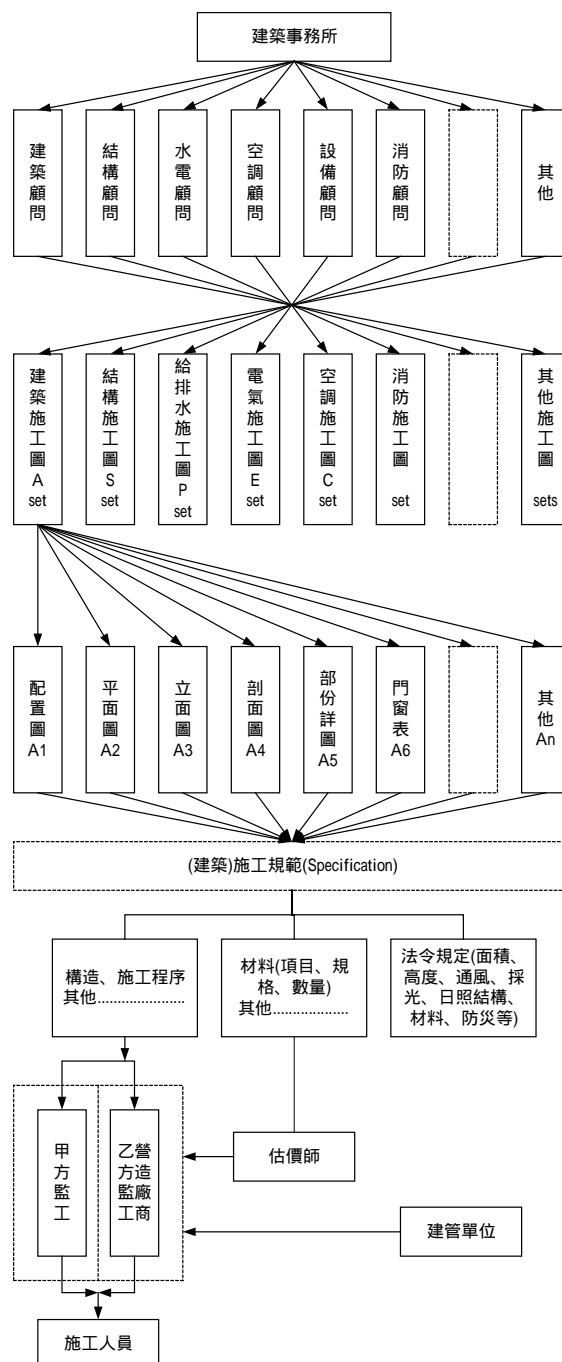 建築事務所
建築顧問
結構顧問
水電顧問
空調顧問
設備顧問
消防顧問
其他
建築施工圖
A
set
結構施工圖
S
set
給排水施工圖
P
set
電氣施工圖
E
set
空調施工圖
C
set
消防施工圖
set
其他施工圖
sets
配置圖
A1
平面圖
A2
立面圖
A3
剖面圖
A4
部份詳圖
A5
門窗表
A6
其他
An
(建築)施工規範(Specification)
構造、施工程序
其他......................
材料(項目、規
格、數量)
其他...................
法令規定(面積、
高度、通風、採
光、日照結構、
材料、防災等)
甲方監工
營造廠商
乙方監工
估價師
建管單位
施工人員